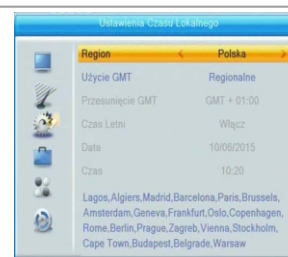 Ustawienia Czasu Lokalnego
Region Polska
Użycie GMT Regionalne
Przesunięcie GMT GMT + 01:00
Czas Letni Włącz
Data 10/06/2015
Czas 10:20
Lagos,Algiers,Madrid,Barcelona,Paris,Brussels,
Amsterdam,Geneva,Frankfurt,Oslo,Copenhagen,
Rome,Berlin,Prague,Zagreb,Vienna,Stockholm,
Cape Town,Budapest,Belgrade,Warsaw